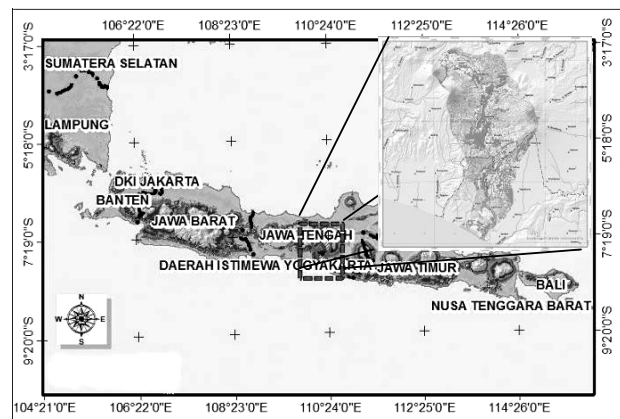 106°22'0"E 108°23'0"E 110°24'0"E 112°25'0"E 114°26'0"E
3°17'0"S 3°17'0"S
SUMATERA SELATAN
LAMPUNG
5°18'0"S 5°18'0"S
DKI JAKARTA
BANTEN
JAWA BARAT
JAWA TENGAH
7°19'0"S 7°19'0"S
DAERAH ISTIMEWA YOGYAKARTA
JAWA TIMUR
BALI
NUSA TENGGARA BARAT
N
W E
S
9°20'0"S 9°20'0"S
104°21'0"E 106°22'0"E 108°23'0"E 110°24'0"E 112°25'0"E 114°26'0"E